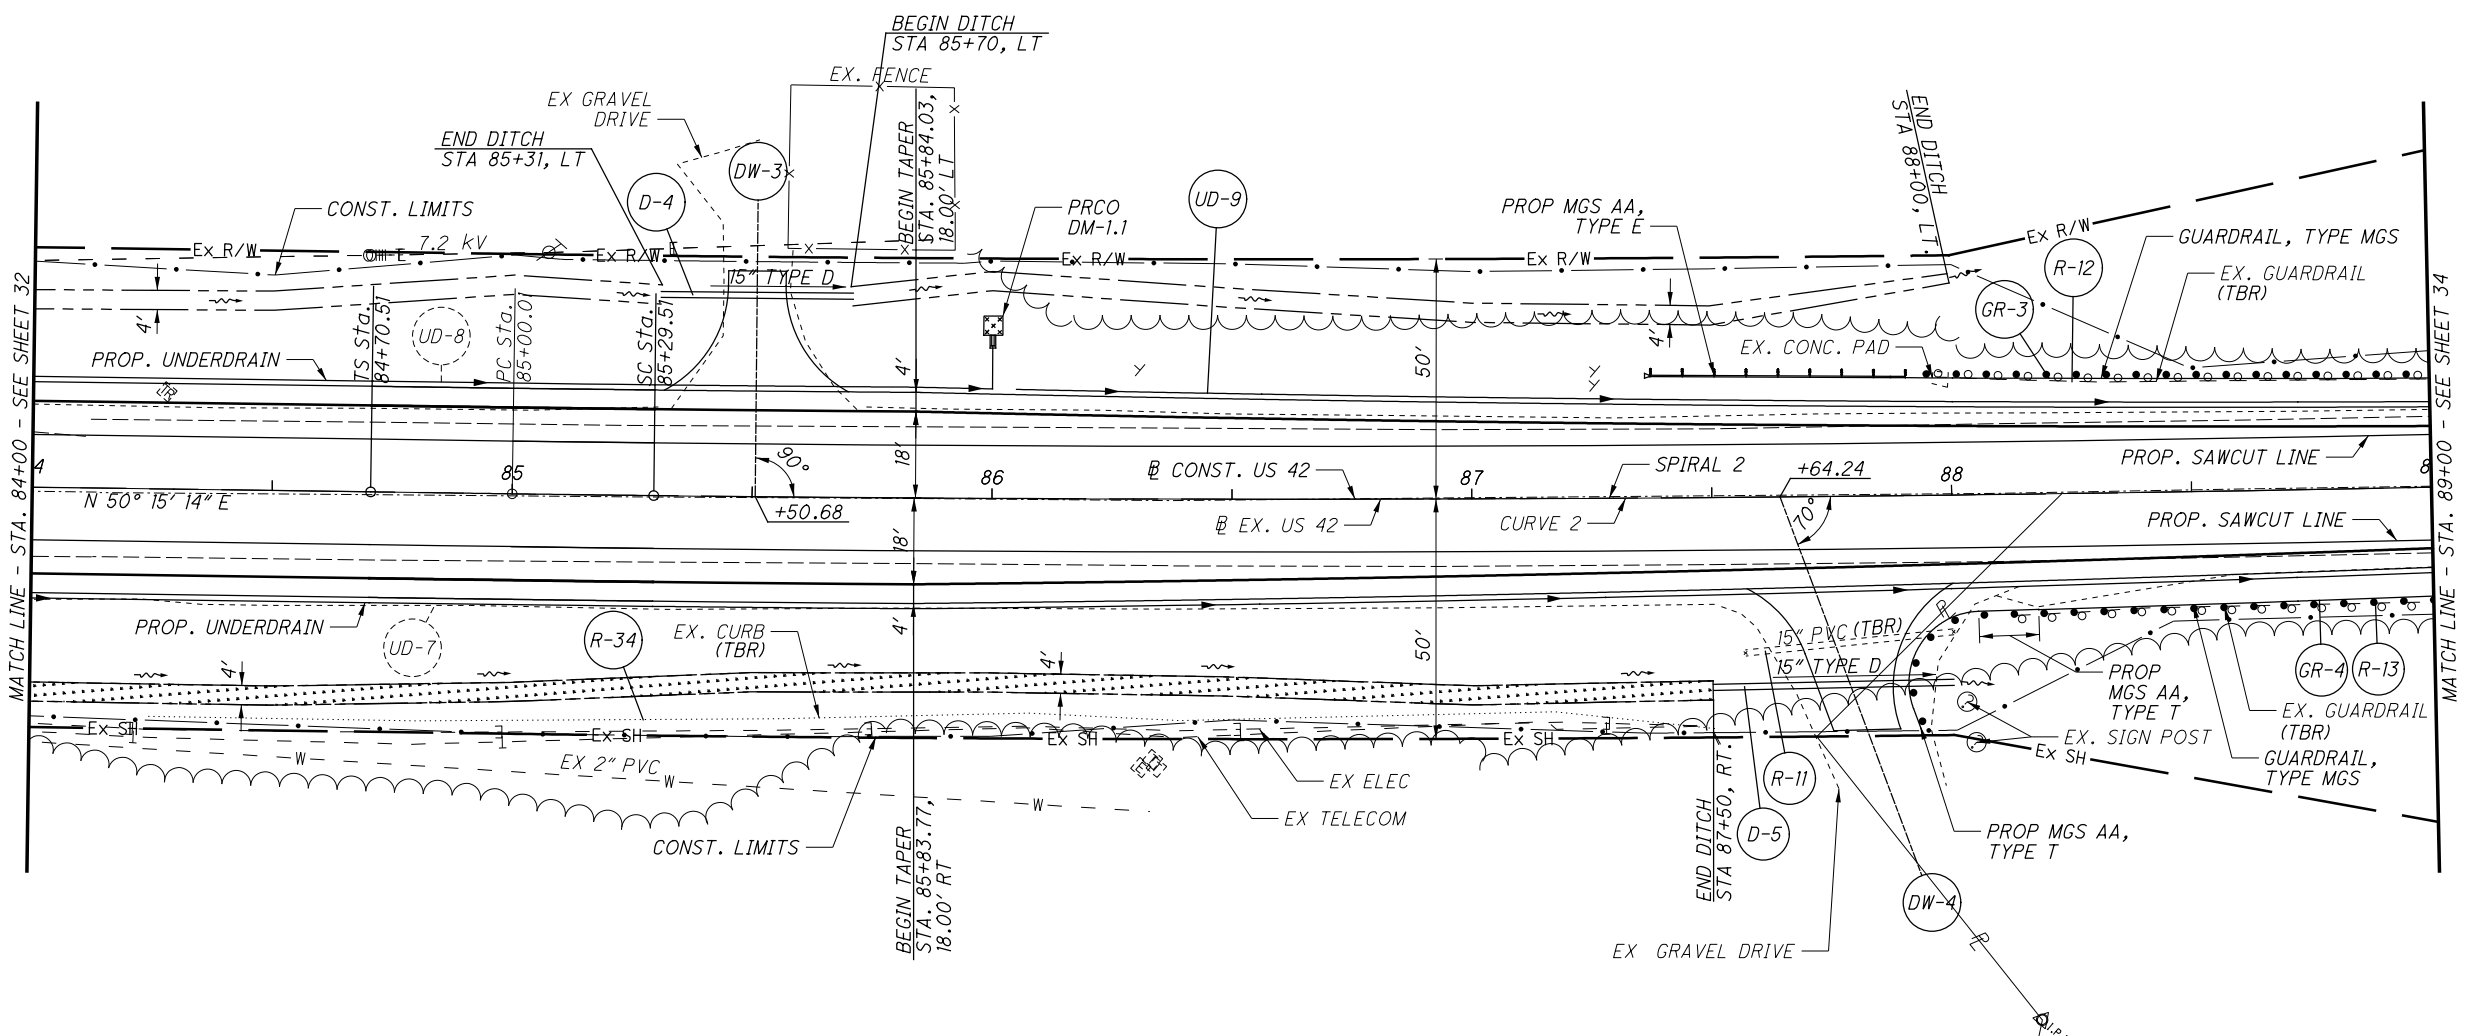 BEGIN DITCH
STA 85+70, LT
EX. FENCE
EX GRAVEL
DRIVE
END DITCH
STA 85+31, LT
DW-3
D-4
BEGIN TAPER
STA. 85+84.03,
18.00' LT
UD-9
PRCO
DM-1.1
PROP MGS AA,
TYPE E
END DITCH
STA 88+00, LT.
CONST. LIMITS
Ex R/W
OH-E
7.2 kV
Ex R/W
Ex R/W
Ex R/W
Ex R/W
R-12
GUARDRAIL, TYPE MGS
EX. GUARDRAIL
(TBR)
GR-3
15" TYPE D
4'
TS Sta.
84+70.57
UD-8
PC Sta.
85+00.01
SC Sta.
85+29.57
PROP. UNDERDRAIN
4'
50'
4'
EX. CONC. PAD
MATCH LINE - STA. 84+00 - SEE SHEET 32
MATCH LINE - STA. 89+00 - SEE SHEET 34
4
85
86
87
88
8
18'
90°
℄ CONST. US 42
SPIRAL 2
+64.24
PROP. SAWCUT LINE
N 50° 15' 14" E
+50.68
℄ EX. US 42
CURVE 2
70°
PROP. SAWCUT LINE
18'
PROP. UNDERDRAIN
UD-7
R-34
EX. CURB
(TBR)
4'
4'
4'
50'
15" PVC (TBR)
15" TYPE D
PL
PROP
MGS AA,
TYPE T
GR-4
R-13
EX. GUARDRAIL
(TBR)
EX. SIGN POST
GUARDRAIL,
TYPE MGS
Ex SH
Ex SH
Ex SH
Ex SH
Ex SH
EX 2" PVC
W
W
W
EX ELEC
EX TELECOM
CONST. LIMITS
BEGIN TAPER
STA. 85+83.77,
18.00' RT
END DITCH
STA 87+50, RT.
R-11
D-5
PROP MGS AA,
TYPE T
DW-4
EX GRAVEL DRIVE
PL